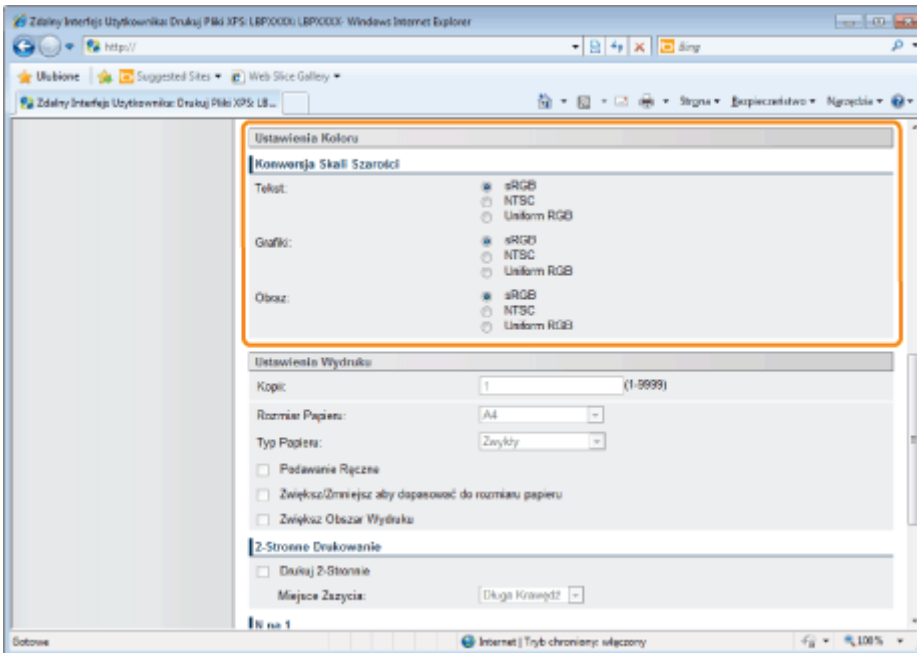 Zdalny Interfejs Użytkownika: Drukuj Pliki XPS: LBPXXXX: LBPXXXX- Windows Internet Explorer
http://
Bing
Ulubione Suggested Sites Web Slice Gallery
Zdalny Interfejs Użytkownika: Drukuj Pliki XPS: LB...
Strona Bezpieczeństwo Narzędzia
Ustawienia Koloru
Konwersja Skali Szarości
Tekst: sRGB
NTSC
Uniform RGB
Grafiki: sRGB
NTSC
Uniform RGB
Obraz: sRGB
NTSC
Uniform RGB
Ustawienia Wydruku
Kopii: 1 (1-9999)
Rozmiar Papieru: A4
Typ Papieru: Zwykły
Podawanie Ręczne
Zwiększ/Zmniejsz aby dopasować do rozmiaru papieru
Zwiększ Obszar Wydruku
2-Stronne Drukowanie
Drukuj 2-Stronnie
Miejsce Zszycia: Długa Krawędź
N na 1
Gotowe Internet | Tryb chroniony: włączony 100%